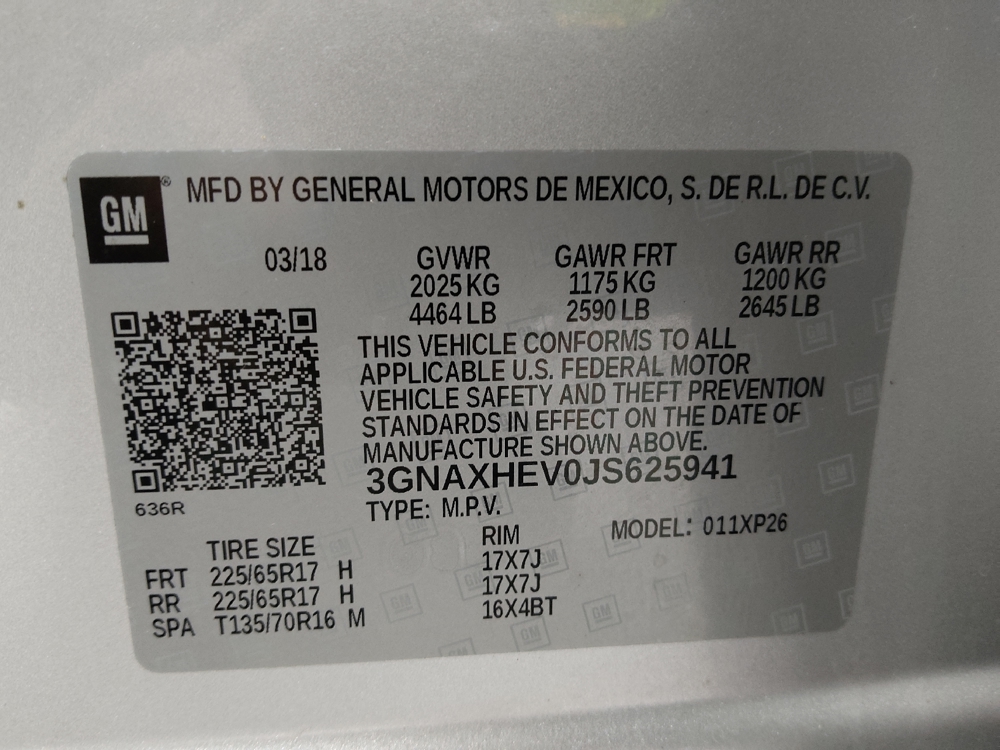 GM® MFD BY GENERAL MOTORS DE MEXICO, S. DE R.L. DE C.V.
03/18 GVWR GAWR FRT GAWR RR
2025 KG 1175 KG 1200 KG
4464 LB 2590 LB 2645 LB
THIS VEHICLE CONFORMS TO ALL
APPLICABLE U.S. FEDERAL MOTOR
VEHICLE SAFETY AND THEFT PREVENTION
STANDARDS IN EFFECT ON THE DATE OF
MANUFACTURE SHOWN ABOVE.
3GNAXHEV0JS625941
636R TYPE: M.P.V. MODEL: 011XP26
TIRE SIZE RIM
FRT 225/65R17 H 17X7J
RR 225/65R17 H 17X7J
SPA T135/70R16 M 16X4BT